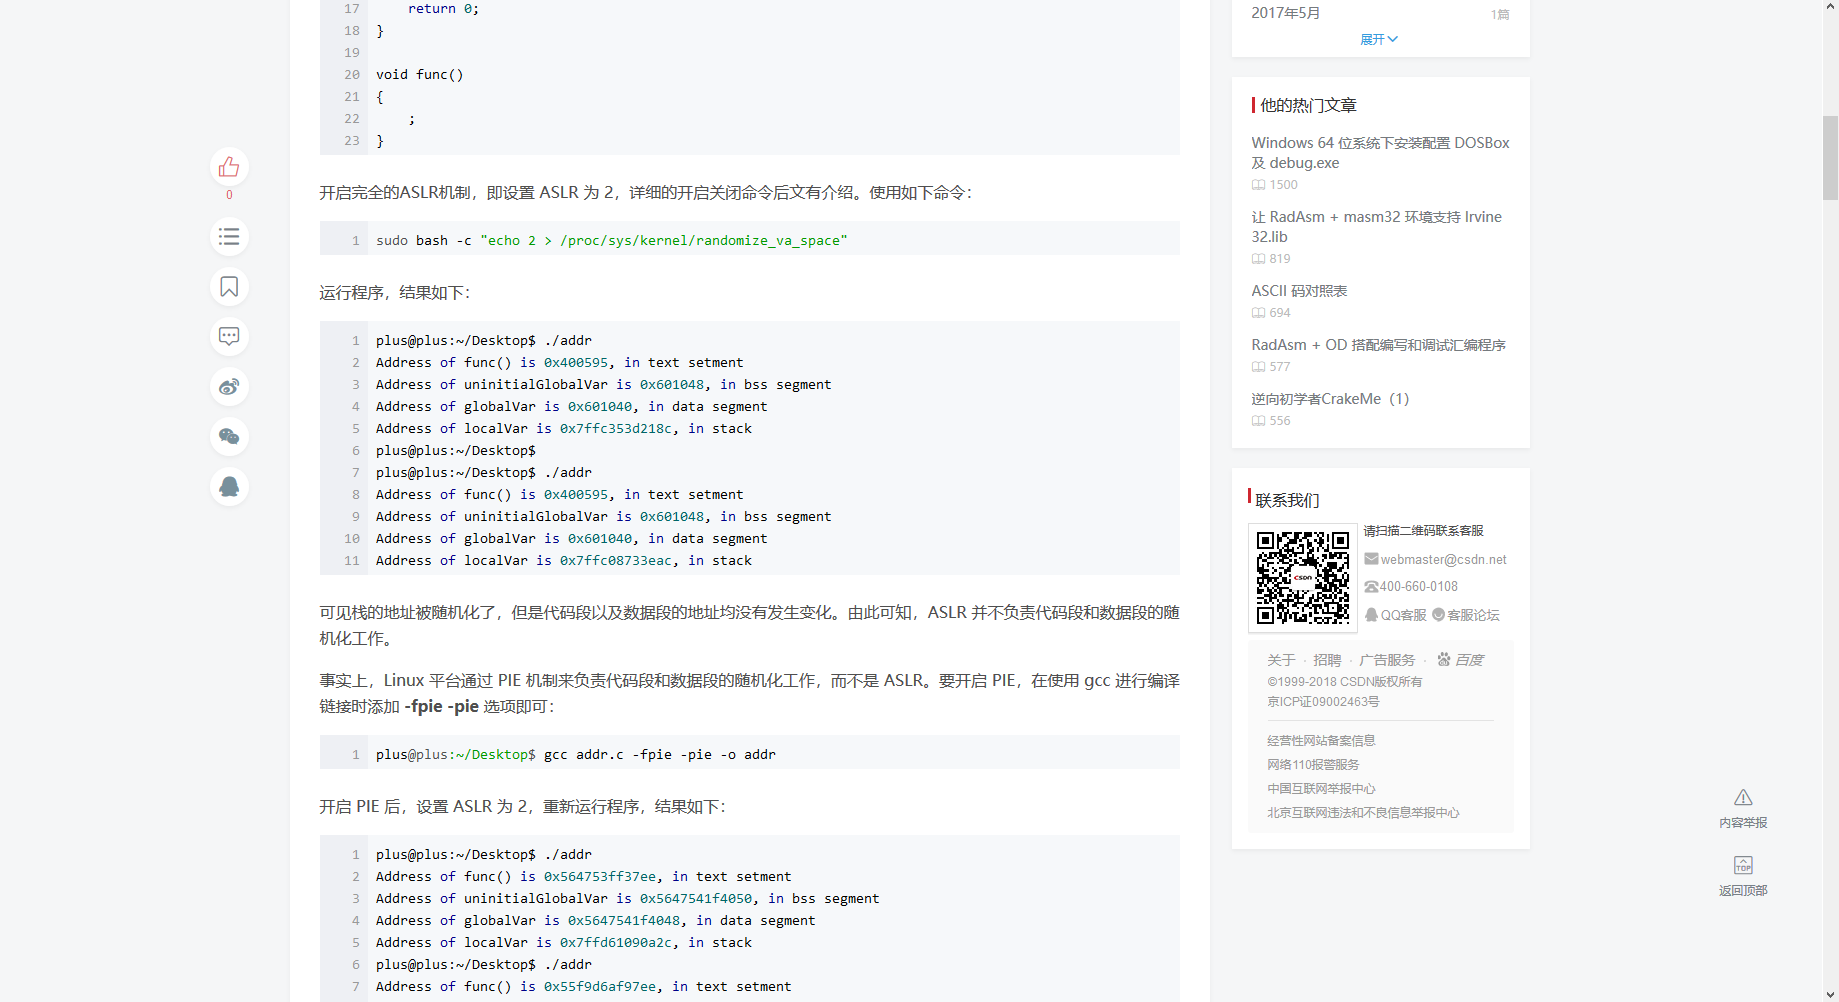 17 return 0;
18 }
19
20 void func()
21 {
22 ;
23 }
开启完全的ASLR机制，即设置 ASLR 为 2，详细的开启关闭命令后文有介绍。使用如下命令：
1 sudo bash -c "echo 2 > /proc/sys/kernel/randomize_va_space"
运行程序，结果如下：
1 plus@plus:~/Desktop$ ./addr
2 Address of func() is 0x400595, in text setment
3 Address of uninitialGlobalVar is 0x601048, in bss segment
4 Address of globalVar is 0x601040, in data segment
5 Address of localVar is 0x7ffc353d218c, in stack
6 plus@plus:~/Desktop$
7 plus@plus:~/Desktop$ ./addr
8 Address of func() is 0x400595, in text setment
9 Address of uninitialGlobalVar is 0x601048, in bss segment
10 Address of globalVar is 0x601040, in data segment
11 Address of localVar is 0x7ffc08733eac, in stack
可见栈的地址被随机化了，但是代码段以及数据段的地址均没有发生变化。由此可知，ASLR 并不负责代码段和数据段的随
机化工作。
事实上，Linux 平台通过 PIE 机制来负责代码段和数据段的随机化工作，而不是 ASLR。要开启 PIE，在使用 gcc 进行编译
链接时添加 -fpie -pie 选项即可：
1 plus@plus:~/Desktop$ gcc addr.c -fpie -pie -o addr
开启 PIE 后，设置 ASLR 为 2，重新运行程序，结果如下：
1 plus@plus:~/Desktop$ ./addr
2 Address of func() is 0x564753ff37ee, in text setment
3 Address of uninitialGlobalVar is 0x5647541f4050, in bss segment
4 Address of globalVar is 0x5647541f4048, in data segment
5 Address of localVar is 0x7ffd61090a2c, in stack
6 plus@plus:~/Desktop$ ./addr
7 Address of func() is 0x55f9d6af97ee, in text setment
0
2017年5月 1篇
展开
他的热门文章
Windows 64 位系统下安装配置 DOSBox
及 debug.exe
1500
让 RadAsm + masm32 环境支持 Irvine
32.lib
819
ASCII 码对照表
694
RadAsm + OD 搭配编写和调试汇编程序
577
逆向初学者CrakeMe（1）
556
联系我们
CSDN
请扫描二维码联系客服
webmaster@csdn.net
400-660-0108
QQ客服 客服论坛
关于 · 招聘 · 广告服务 · 百度
©1999-2018 CSDN版权所有
京ICP证09002463号
经营性网站备案信息
网络110报警服务
中国互联网举报中心
北京互联网违法和不良信息举报中心
内容举报
TOP
返回顶部